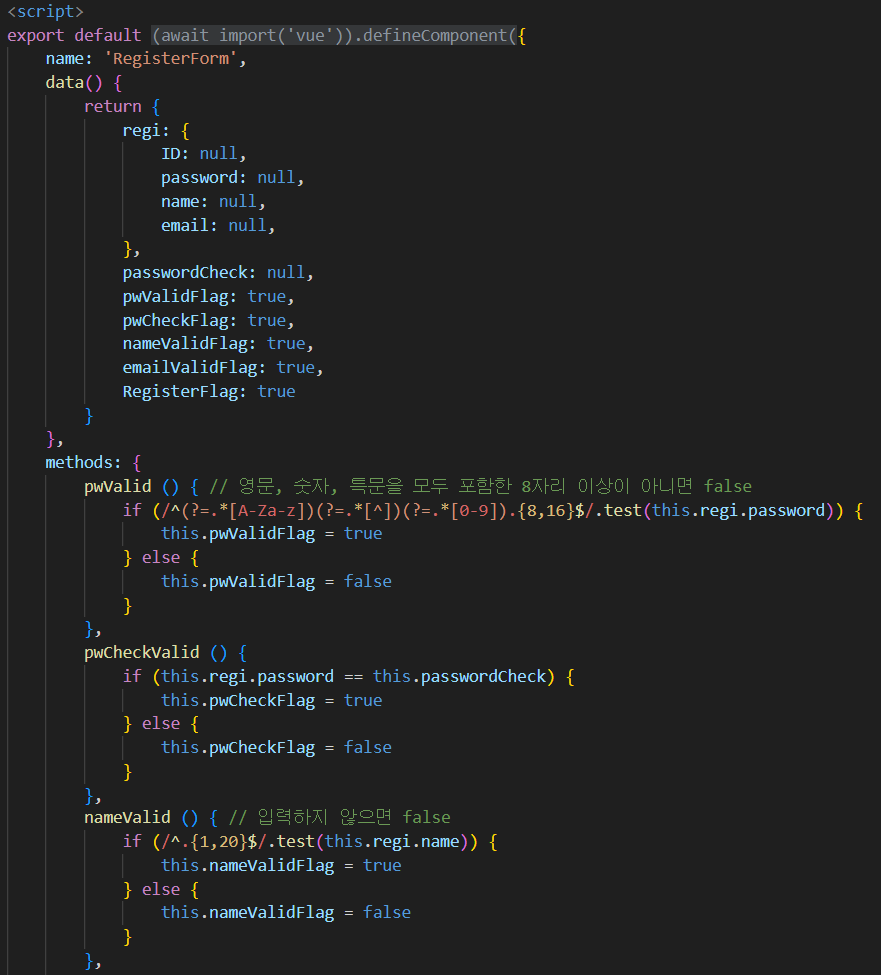 <script>
export default (await import('vue')).defineComponent({
    name: 'RegisterForm',
    data() {
        return {
            regi: {
                ID: null,
                password: null,
                name: null,
                email: null,
            },
            passwordCheck: null,
            pwValidFlag: true,
            pwCheckFlag: true,
            nameValidFlag: true,
            emailValidFlag: true,
            RegisterFlag: true
        }
    },
    methods: {
        pwValid () { // 영문, 숫자, 특문을 모두 포함한 8자리 이상이 아니면 false
            if (/^(?=.*[A-Za-z])(?=.*[^])(?=.*[0-9]).{8,16}$/.test(this.regi.password)) {
                this.pwValidFlag = true
            } else {
                this.pwValidFlag = false
            }
        },
        pwCheckValid () {
            if (this.regi.password == this.passwordCheck) {
                this.pwCheckFlag = true
            } else {
                this.pwCheckFlag = false
            }
        },
        nameValid () { // 입력하지 않으면 false
            if (/^.{1,20}$/.test(this.regi.name)) {
                this.nameValidFlag = true
            } else {
                this.nameValidFlag = false
            }
        },